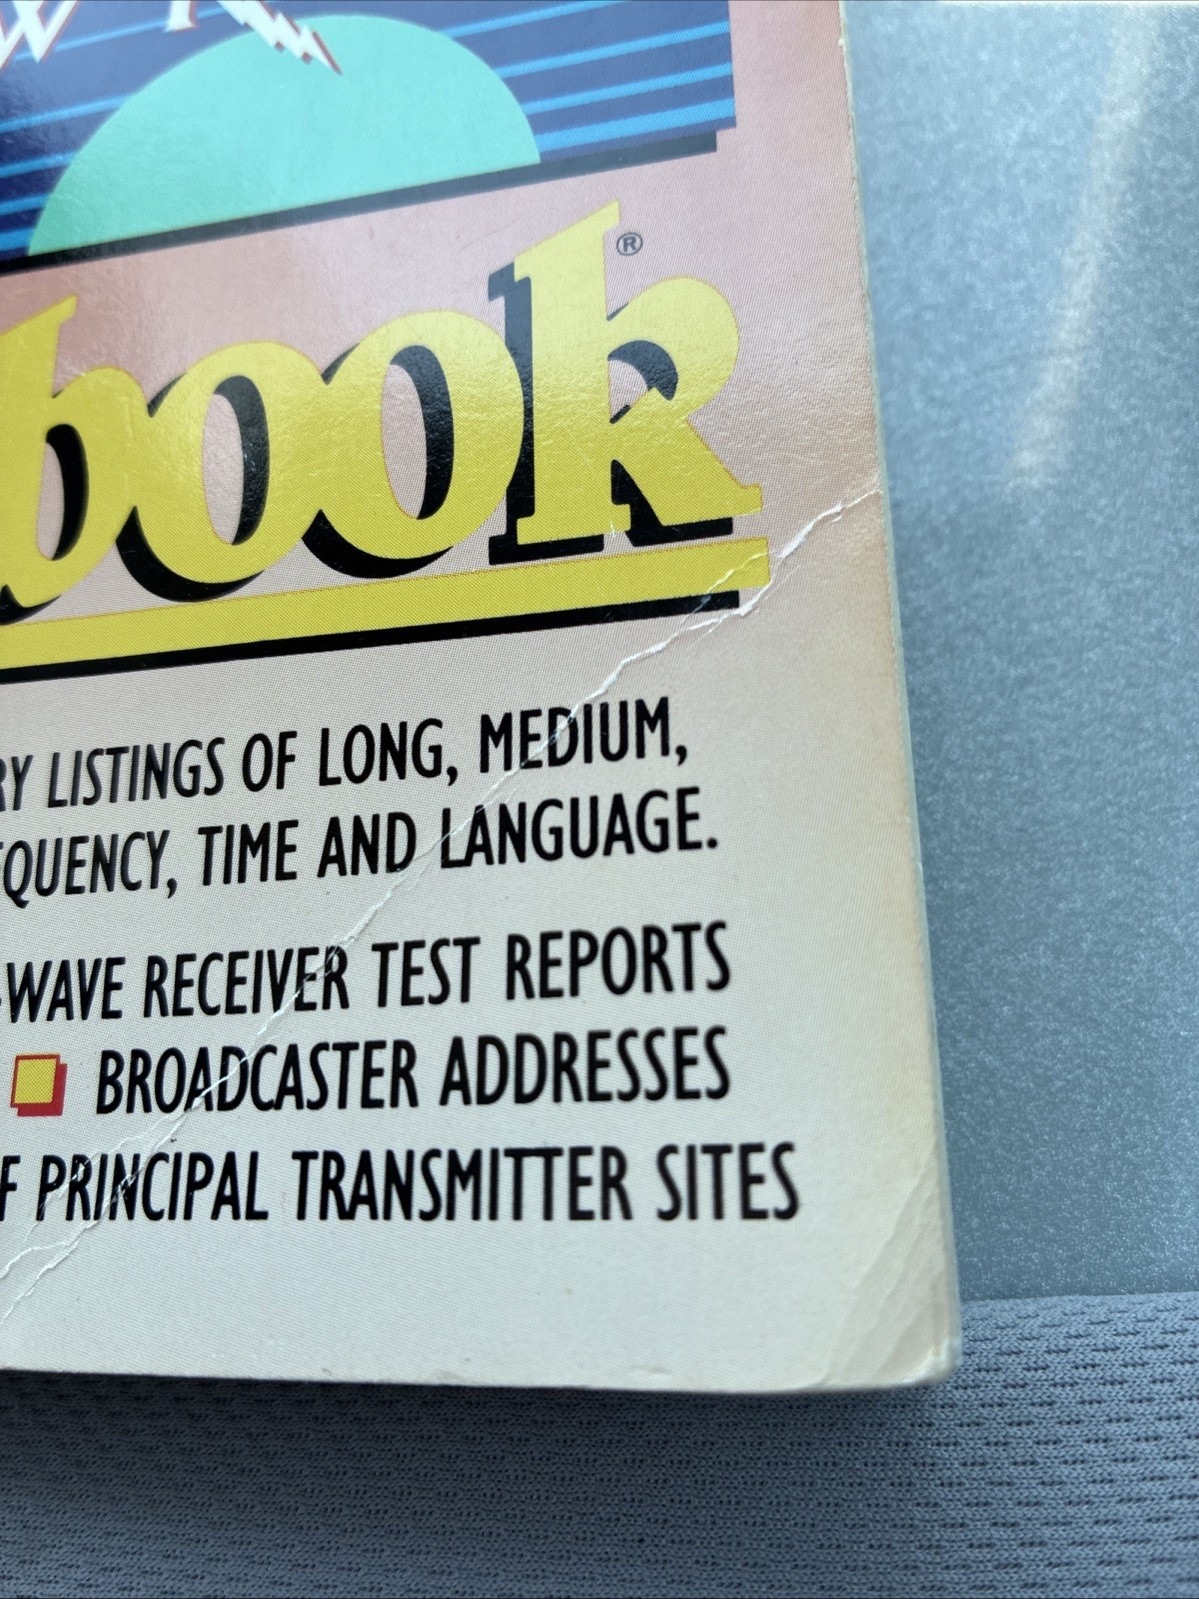 book®
RY LISTINGS OF LONG, MEDIUM,
QUENCY, TIME AND LANGUAGE.
-WAVE RECEIVER TEST REPORTS
BROADCASTER ADDRESSES
F PRINCIPAL TRANSMITTER SITES